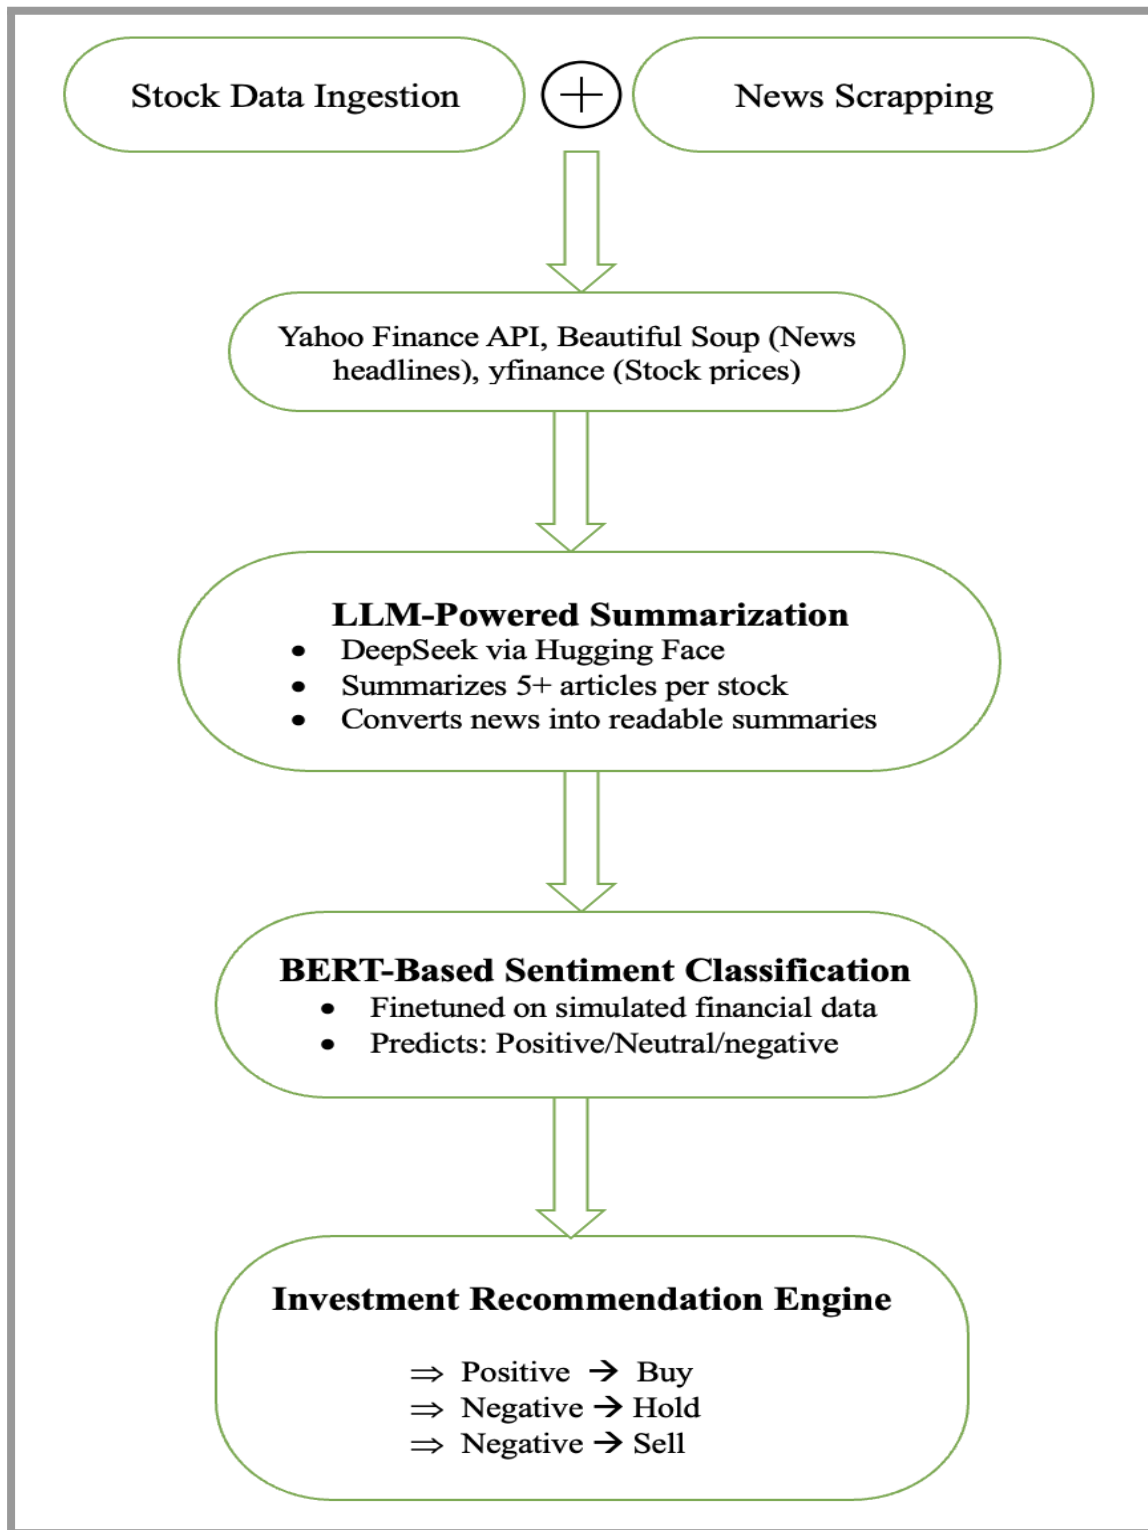 Stock Data Ingestion
News Scrapping
Yahoo Finance API, Beautiful Soup (News
headlines), yfinance (Stock prices)
LLM-Powered Summarization
• DeepSeek via Hugging Face
• Summarizes 5+ articles per stock
• Converts news into readable summaries
BERT-Based Sentiment Classification
• Finetuned on simulated financial data
• Predicts: Positive/Neutral/negative
Investment Recommendation Engine
⇒ Positive → Buy
⇒ Negative → Hold
⇒ Negative → Sell